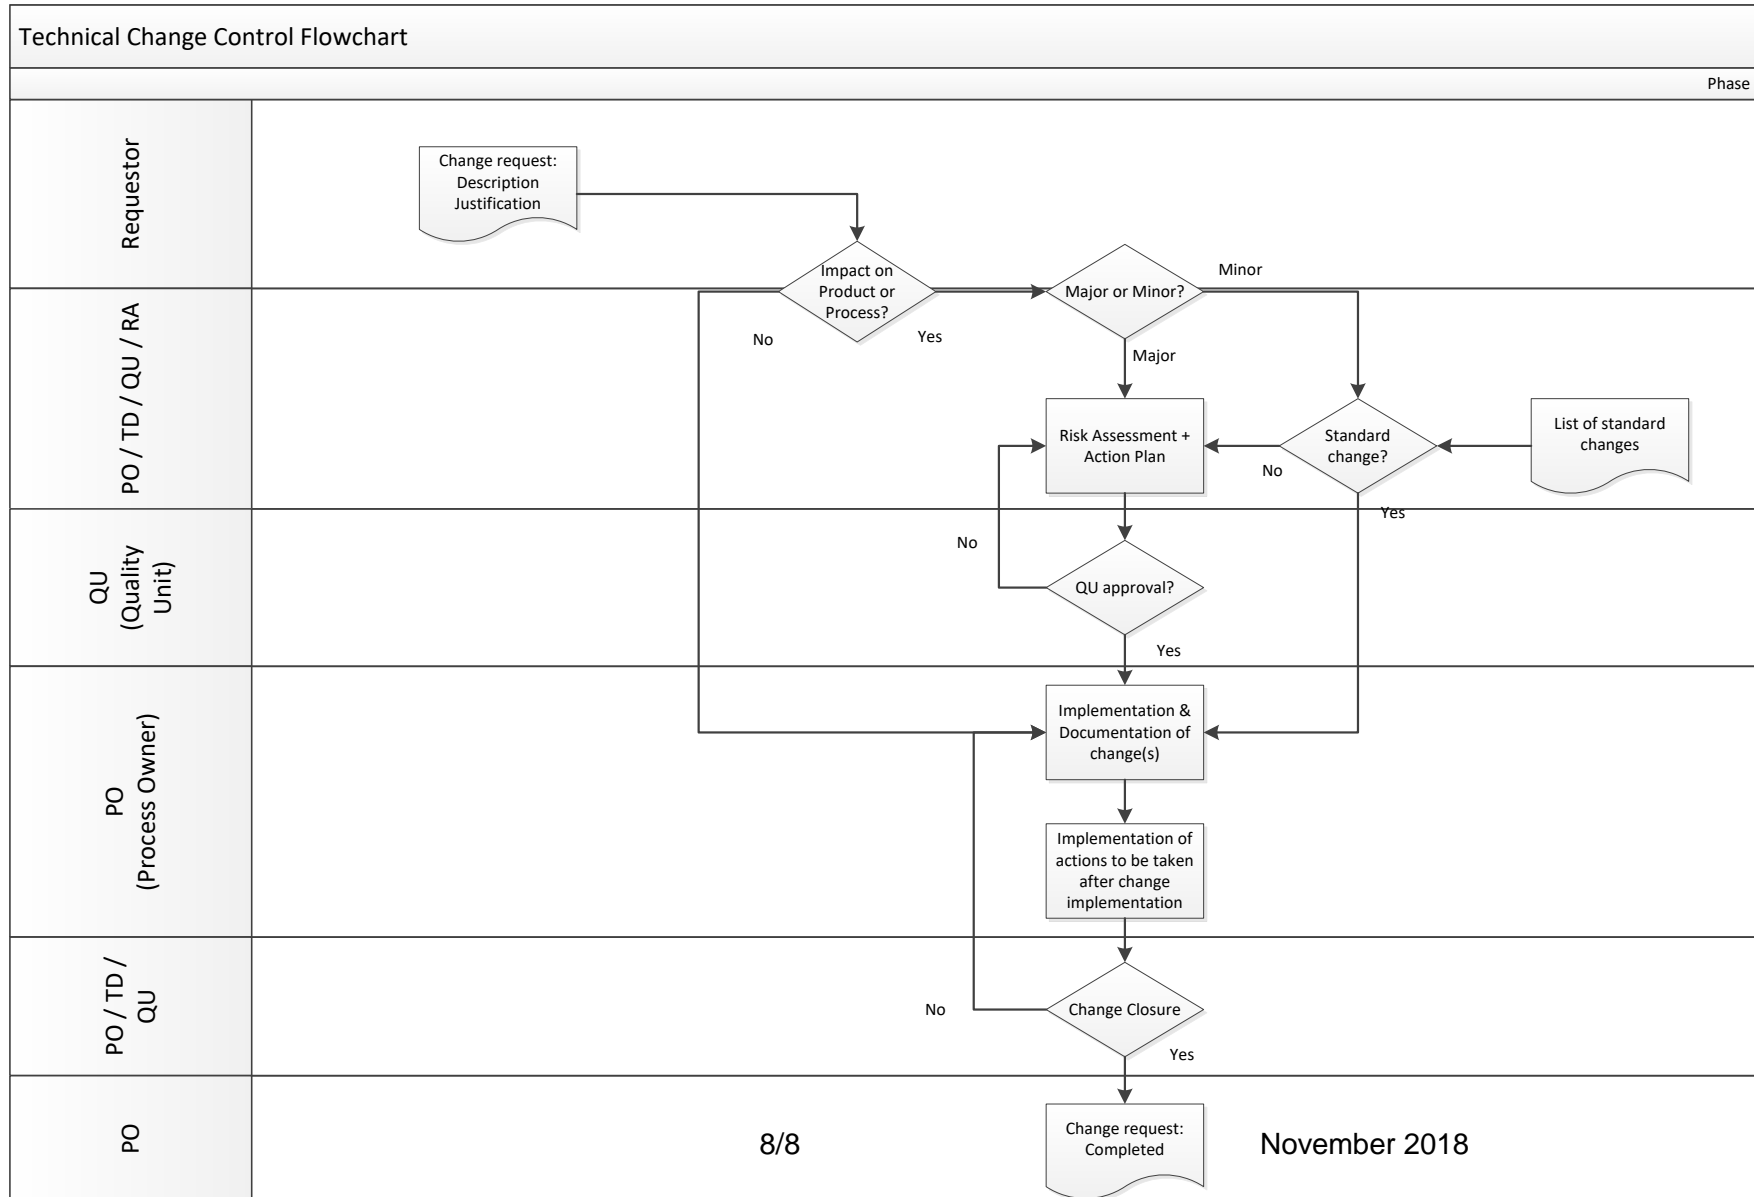 Technical Change Control Flowchart
Phase
Requestor
Change request:
Description
Justification
Impact on
Product or
Process?
Major or Minor?
Minor
No
Yes
Major
PO / TD / QU / RA
Risk Assessment +
Action Plan
Standard
change?
List of standard
changes
No
Yes
QU
(Quality
Unit)
No
QU approval?
Yes
PO
(Process Owner)
Implementation &
Documentation of
change(s)
Implementation of
actions to be taken
after change
implementation
PO / TD /
QU
No
Change Closure
Yes
PO
8/8
Change request:
Completed
November 2018